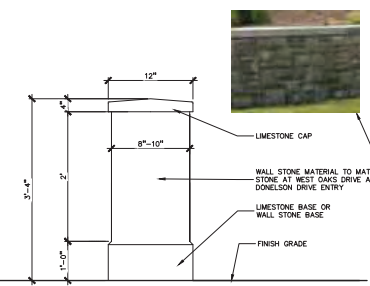 12"
4"
LIMESTONE CAP
8"-10"
WALL STONE MATERIAL TO MAT
STONE AT WEST OAKS DRIVE A
DONELSON DRIVE ENTRY
2'
3'-4"
LIMESTONE BASE OR
WALL STONE BASE
FINISH GRADE
1'-0"